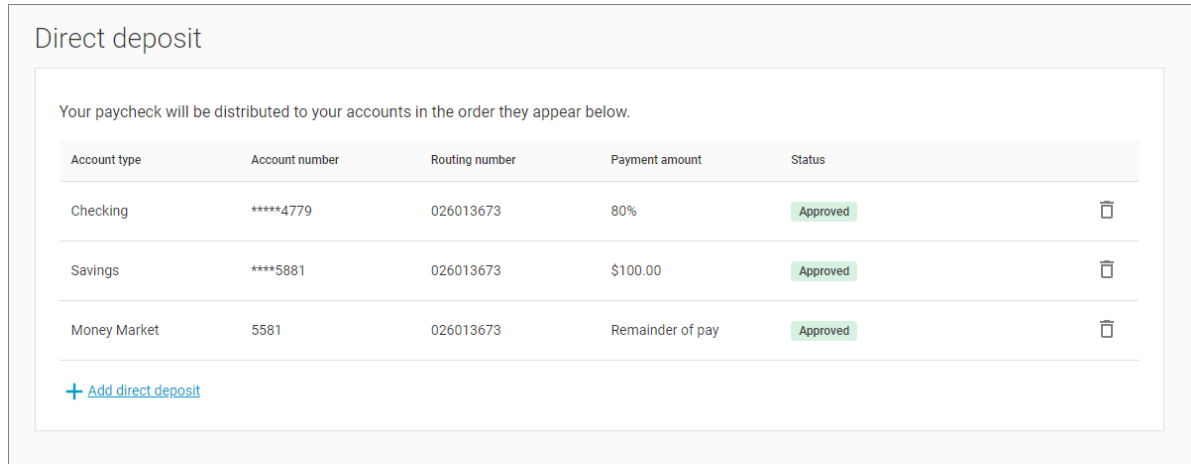 Direct deposit
Your paycheck will be distributed to your accounts in the order they appear below.
Account type Account number Routing number Payment amount Status
Checking *****4779 026013673 80% Approved
Savings ****5881 026013673 $100.00 Approved
Money Market 5581 026013673 Remainder of pay Approved
Add direct deposit